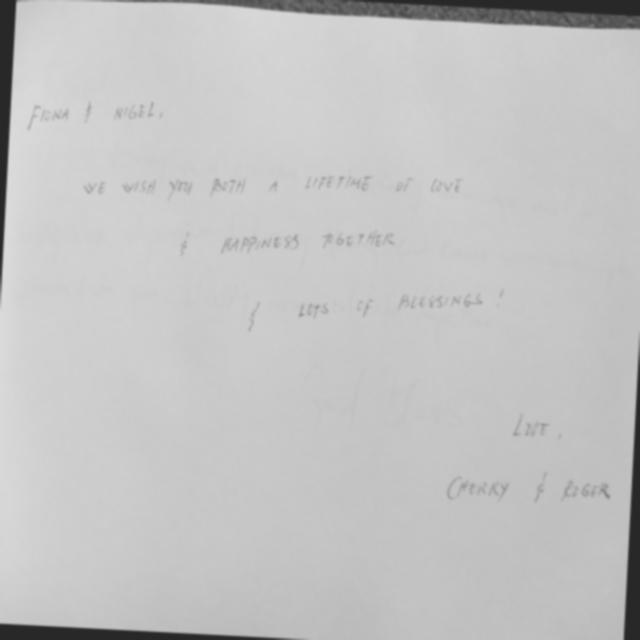 FIONA & NIGEL,
WE WISH YOU BOTH A LIFETIME OF LOVE
& HAPPINESS TOGETHER
& LOTS OF BLESSINGS!
LOVE,
CHERRY & ROGER